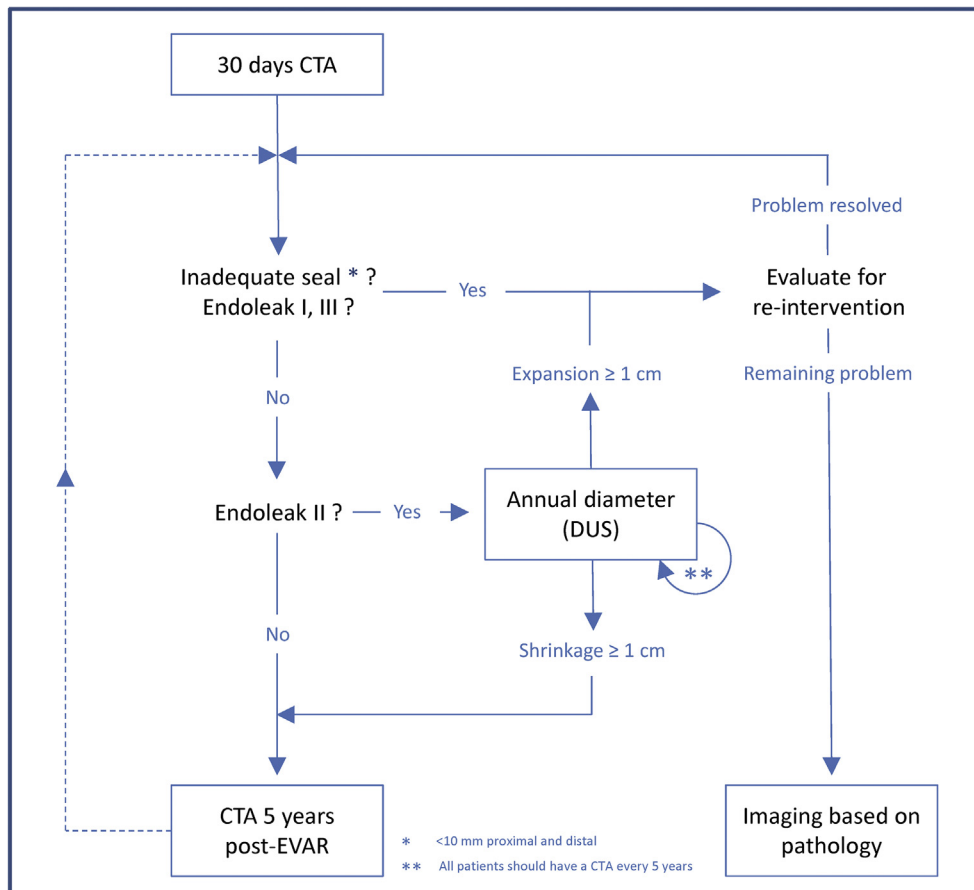 30 days CTA
Problem resolved
Inadequate seal * ?
Endoleak I, III ?
Yes
Evaluate for
re-intervention
Expansion ≥ 1 cm
Remaining problem
No
Endoleak II ?
Yes
Annual diameter
(DUS)
**
No
Shrinkage ≥ 1 cm
CTA 5 years
post-EVAR
Imaging based on
pathology
* <10 mm proximal and distal
** All patients should have a CTA every 5 years